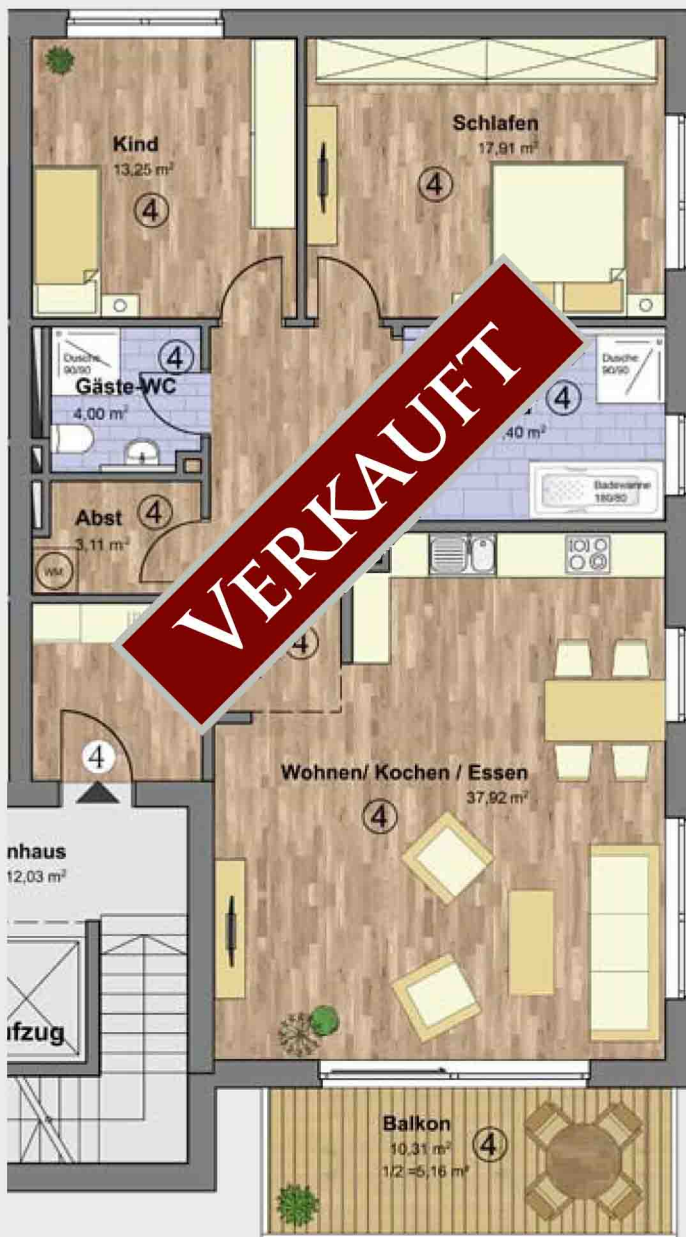 Kind
13,25 m²
④
Schlafen
17,91 m²
④
Dusche
90/90
④
Gäste-WC
4,00 m²
④
Dusche
90/90
,40 m²
Badewanne
180/80
Abst
④
3,11 m²
WM
VERKAUFT
④
4
Wohnen/ Kochen / Essen
37,92 m²
④
nhaus
12,03 m²
ufzug
Balkon
10,31 m²
④
1/2 =5,16 m²